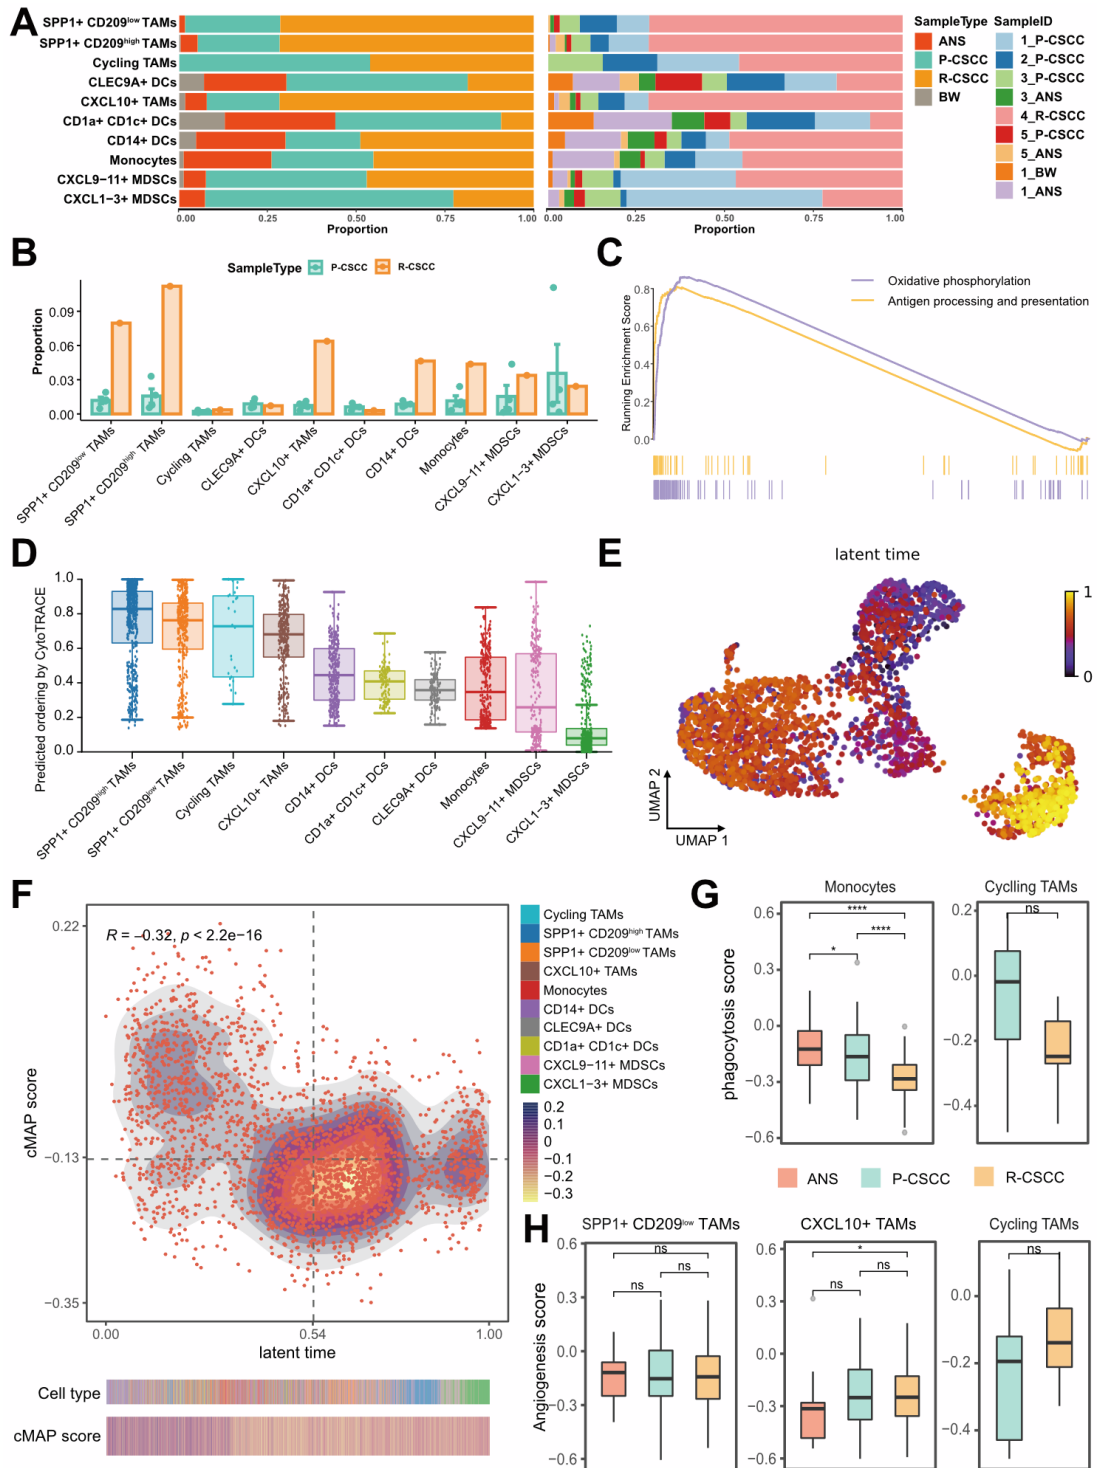 A
SPP1+ CD209low TAMs
SPP1+ CD209high TAMs
Cycling TAMs
CLEC9A+ DCs
CXCL10+ TAMs
CD1a+ CD1c+ DCs
CD14+ DCs
Monocytes
CXCL9−11+ MDSCs
CXCL1−3+ MDSCs
0.00 0.25 0.50 0.75 1.00
Proportion
0.00 0.25 0.50 0.75 1.00
Proportion
SampleType
ANS
P-CSCC
R-CSCC
BW
SampleID
1_P-CSCC
2_P-CSCC
3_P-CSCC
3_ANS
4_R-CSCC
5_P-CSCC
5_ANS
1_BW
1_ANS
B
SampleType P-CSCC R-CSCC
Proportion
0.09
0.06
0.03
0.00
SPP1+ CD209low TAMs
SPP1+ CD209high TAMs
Cycling TAMs
CLEC9A+ DCs
CXCL10+ TAMs
CD1a+ CD1c+ DCs
CD14+ DCs
Monocytes
CXCL9−11+ MDSCs
CXCL1−3+ MDSCs
C
Oxidative phosphorylation
Antigen processing and presentation
Running Enrichment Score
0.8
0.6
0.4
0.2
0.0
D
Predicted ordering by CytoTRACE
1.0
0.8
0.6
0.4
0.2
0.0
SPP1+ CD209high TAMs
SPP1+ CD209low TAMs
Cycling TAMs
CXCL10+ TAMs
CD14+ DCs
CD1a+ CD1c+ DCs
CLEC9A+ DCs
Monocytes
CXCL9−11+ MDSCs
CXCL1−3+ MDSCs
E
latent time
1
0
UMAP 2
UMAP 1
F
R = −0.32, p < 2.2e−16
cMAP score
0.22
−0.13
−0.35
0.00 0.54 1.00
latent time
Cell type
cMAP score
Cycling TAMs
SPP1+ CD209high TAMs
SPP1+ CD209low TAMs
CXCL10+ TAMs
Monocytes
CD14+ DCs
CLEC9A+ DCs
CD1a+ CD1c+ DCs
CXCL9−11+ MDSCs
CXCL1−3+ MDSCs
0.2
0.1
0
−0.1
−0.2
−0.3
G
Monocytes
phagocytosis score
0.6
0.3
0.0
−0.3
−0.6
****
****
*
Cyclling TAMs
0.2
0.0
−0.2
−0.4
ns
ANS P-CSCC R-CSCC
H
SPP1+ CD209low TAMs
Angiogenesis score
0.6
0.3
0.0
−0.3
−0.6
ns
ns
ns
CXCL10+ TAMs
0.6
0.3
0.0
−0.3
−0.6
*
ns
ns
Cycling TAMs
0.0
−0.2
−0.4
ns